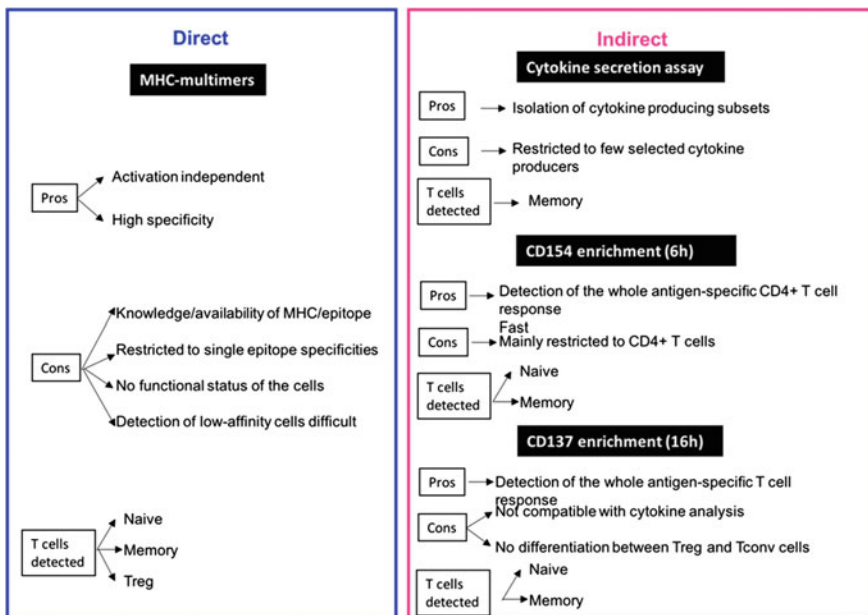 Direct
MHC-multimers
Pros
Activation independent
High specificity
Cons
Knowledge/availability of MHC/epitope
Restricted to single epitope specificities
No functional status of the cells
Detection of low-affinity cells difficult
T cells
detected
Naive
Memory
Treg
Indirect
Cytokine secretion assay
Pros
Isolation of cytokine producing subsets
Cons
Restricted to few selected cytokine
producers
T cells
detected
Memory
CD154 enrichment (6h)
Pros
Detection of the whole antigen-specific CD4+ T cell
response
Fast
Cons
Mainly restricted to CD4+ T cells
T cells
detected
Naive
Memory
CD137 enrichment (16h)
Pros
Detection of the whole antigen-specific T cell
response
Cons
Not compatible with cytokine analysis
No differentiation between Treg and Tconv cells
T cells
detected
Naive
Memory